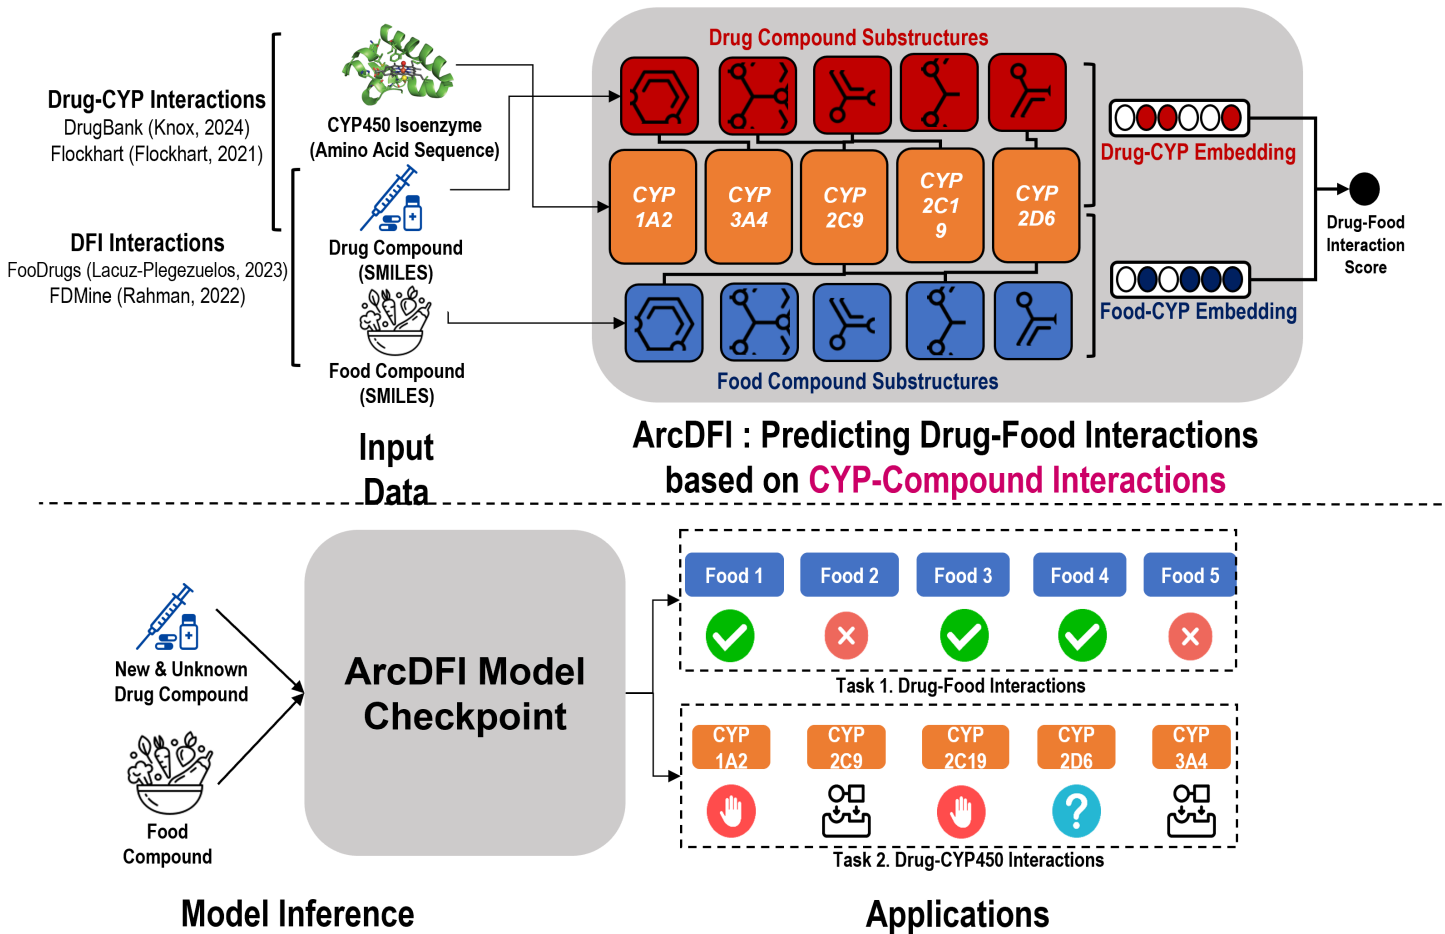 Drug-CYP Interactions
DrugBank (Knox, 2024)
Flockhart (Flockhart, 2021)
DFI Interactions
FooDrugs (Lacuz-Plegezuelos, 2023)
FDMine (Rahman, 2022)
CYP450 Isoenzyme
(Amino Acid Sequence)
Drug Compound
(SMILES)
Food Compound
(SMILES)
Input
Data
Drug Compound Substructures
CYP
1A2
CYP
3A4
CYP
2C9
CYP
2C1
9
CYP
2D6
Food Compound Substructures
Drug-CYP Embedding
Food-CYP Embedding
Drug-Food
Interaction
Score
ArcDFI : Predicting Drug-Food Interactions
based on CYP-Compound Interactions
New & Unknown
Drug Compound
Food
Compound
Model Inference
ArcDFI Model
Checkpoint
Food 1
Food 2
Food 3
Food 4
Food 5
Task 1. Drug-Food Interactions
CYP
1A2
CYP
2C9
CYP
2C19
CYP
2D6
CYP
3A4
?
Task 2. Drug-CYP450 Interactions
Applications